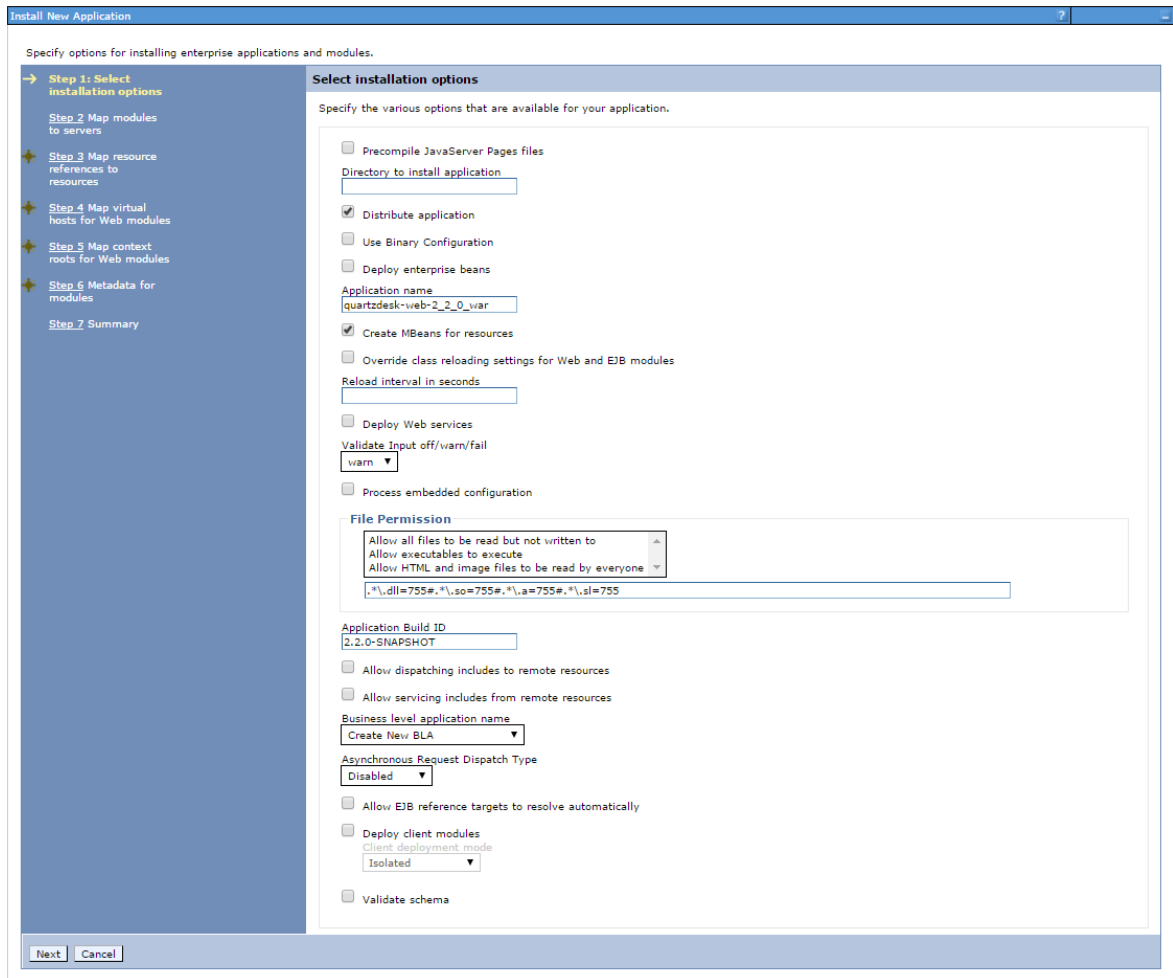 Install New Application
?
Specify options for installing enterprise applications and modules.
Step 1: Select
installation options
Step 2 Map modules
to servers
Step 3 Map resource
references to
resources
Step 4 Map virtual
hosts for Web modules
Step 5 Map context
roots for Web modules
Step 6 Metadata for
modules
Step 7 Summary
Select installation options
Specify the various options that are available for your application.
Precompile JavaServer Pages files
Directory to install application
Distribute application
Use Binary Configuration
Deploy enterprise beans
Application name
quartzdesk-web-2_2_0_war
Create MBeans for resources
Override class reloading settings for Web and EJB modules
Reload interval in seconds
Deploy Web services
Validate Input off/warn/fail
warn
Process embedded configuration
File Permission
Allow all files to be read but not written to
Allow executables to execute
Allow HTML and image files to be read by everyone
.*\.dll=755#.*\.so=755#.*\.a=755#.*\.sl=755
Application Build ID
2.2.0-SNAPSHOT
Allow dispatching includes to remote resources
Allow servicing includes from remote resources
Business level application name
Create New BLA
Asynchronous Request Dispatch Type
Disabled
Allow EJB reference targets to resolve automatically
Deploy client modules
Client deployment mode
Isolated
Validate schema
Next Cancel